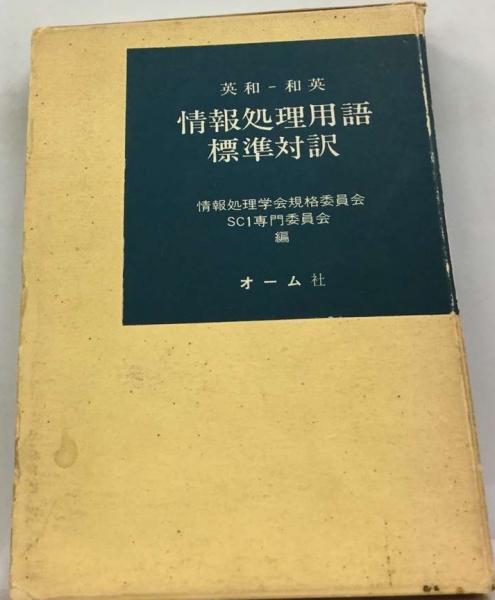 英和－和英
情報処理用語
標準対訳
情報処理学会規格委員会
SC1専門委員会
編
オーム社